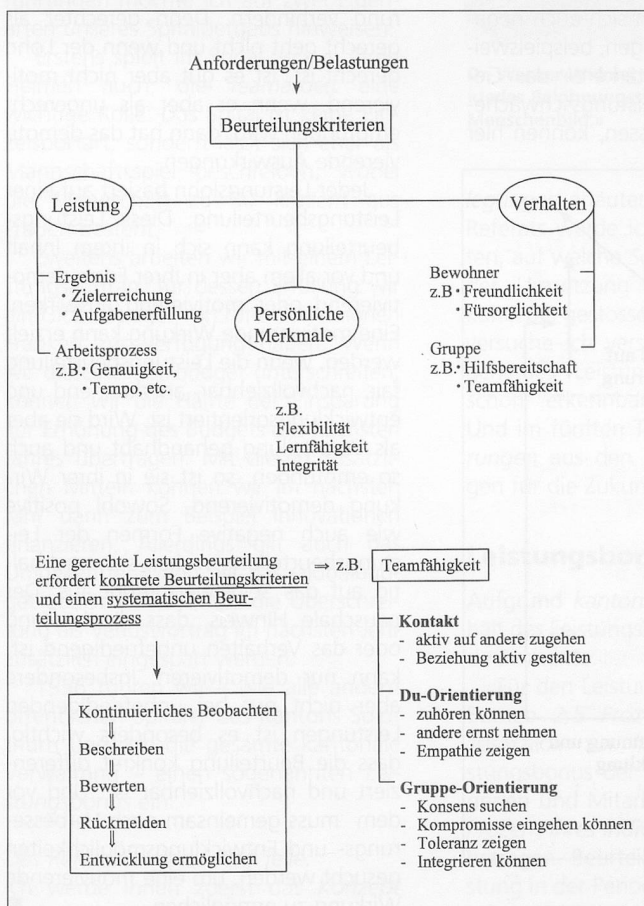 Anforderungen/Belastungen
Beurteilungskriterien
Leistung
Verhalten
Ergebnis
· Zielerreichung
· Aufgabenerfüllung
Arbeitsprozess
z.B.· Genauigkeit,
· Tempo, etc.
Persönliche
Merkmale
z.B.
Flexibilität
Lernfähigkeit
Integrität
Bewohner
z.B · Freundlichkeit
· Fürsorglichkeit
Gruppe
z.B.· Hilfsbereitschaft
· Teamfähigkeit
Eine gerechte Leistungsbeurteilung ⇒ z.B.
erfordert konkrete Beurteilungskriterien
und einen systematischen Beur-
teilungsprozess
Teamfähigkeit
Kontinuierliches Beobachten
Beschreiben
Bewerten
Rückmelden
Entwicklung ermöglichen
Kontakt
- aktiv auf andere zugehen
- Beziehung aktiv gestalten
Du-Orientierung
- zuhören können
- andere ernst nehmen
- Empathie zeigen
Gruppe-Orientierung
- Konsens suchen
- Kompromisse eingehen können
- Toleranz zeigen
- Integrieren können